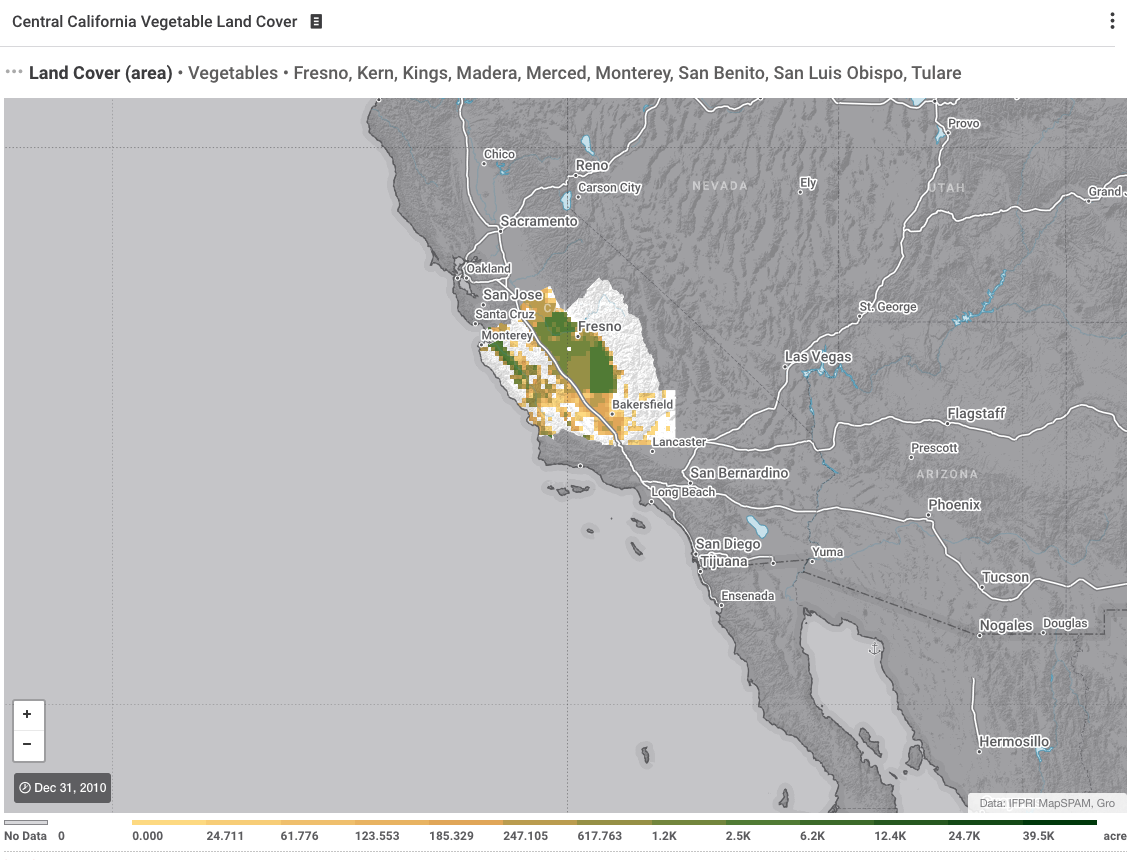 Central California Vegetable Land Cover
Land Cover (area) • Vegetables • Fresno, Kern, Kings, Madera, Merced, Monterey, San Benito, San Luis Obispo, Tulare
Provo
Chico
Reno
Ely
NEVADA
Carson City
UTAH
Grand
Sacramento
Oakland
San Jose
St. George
Santa Cruz
Fresno
Monterey
Las Vegas
Bakersfield
Flagstaff
Lancaster
Prescott
San Bernardino
ARIZONA
Long Beach
Phoenix
San Diego
Yuma
Tijuana
Tucson
Ensenada
Nogales
Douglas
Hermosillo
+
−
Dec 31, 2010
Data: IFPRI MapSPAM, Gro
No Data 0 0.000 24.711 61.776 123.553 185.329 247.105 617.763 1.2K 2.5K 6.2K 12.4K 24.7K 39.5K acre